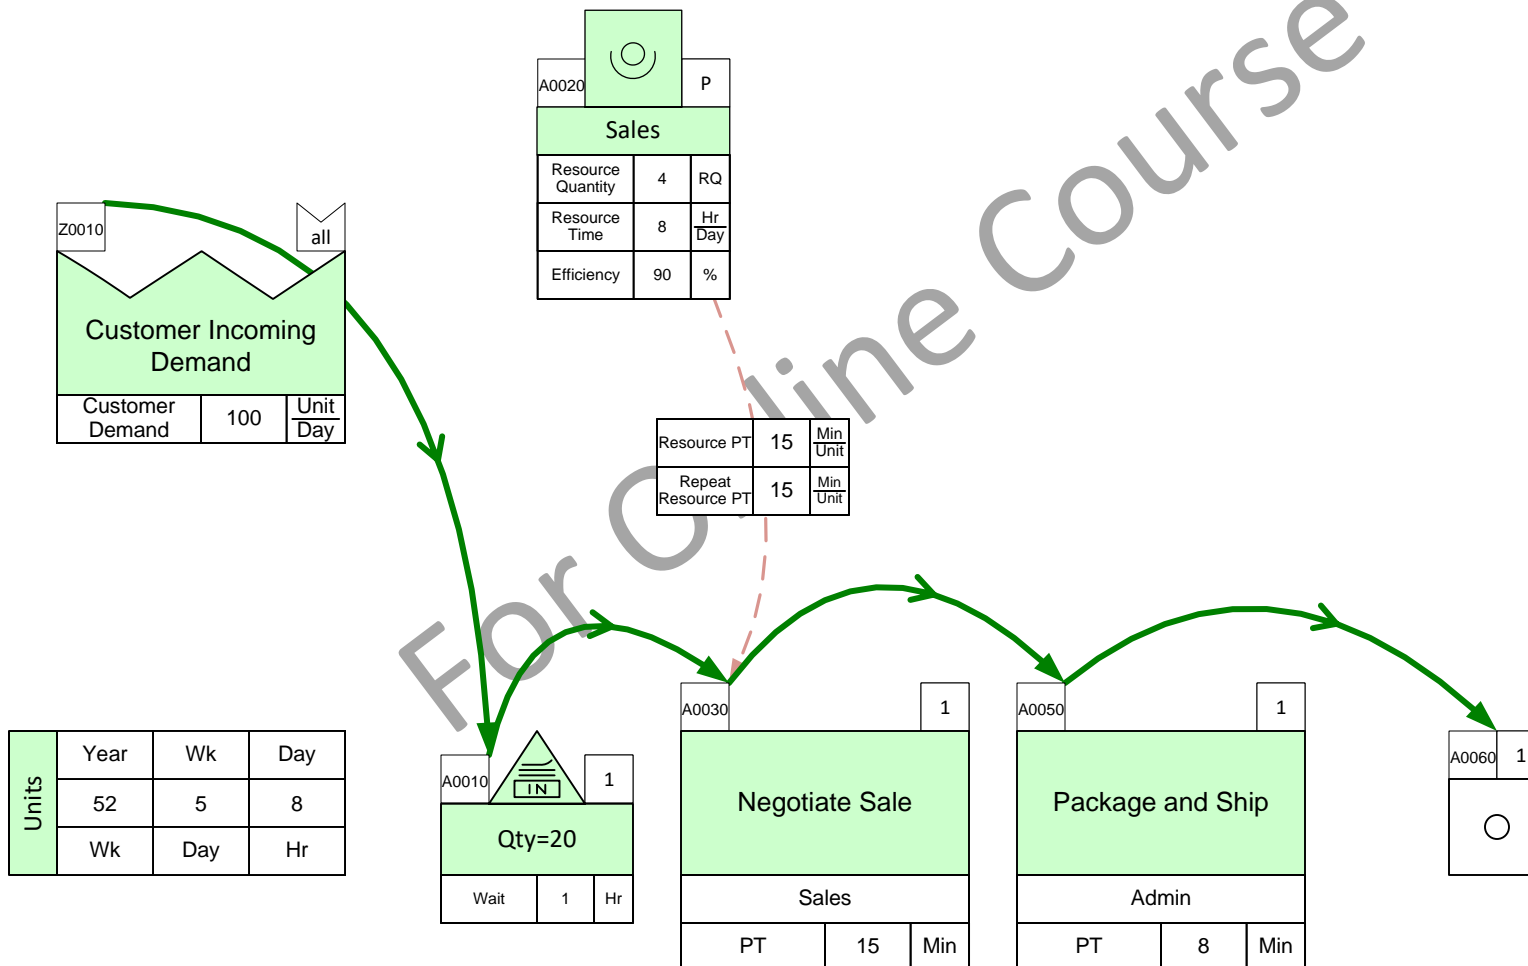 A0020
P
Sales
Resource
Quantity
4
RQ
Resource
Time
8
Hr
Day
Efficiency
90
%
Z0010
all
Customer Incoming
Demand
Customer
Demand
100
Unit
Day
Resource PT
15
Min
Unit
Repeat
Resource PT
15
Min
Unit
For Online Course
Units
Year
Wk
Day
52
5
8
Wk
Day
Hr
A0010
IN
1
Qty=20
Wait
1
Hr
A0030
1
Negotiate Sale
Sales
PT
15
Min
A0050
1
Package and Ship
Admin
PT
8
Min
A0060
1